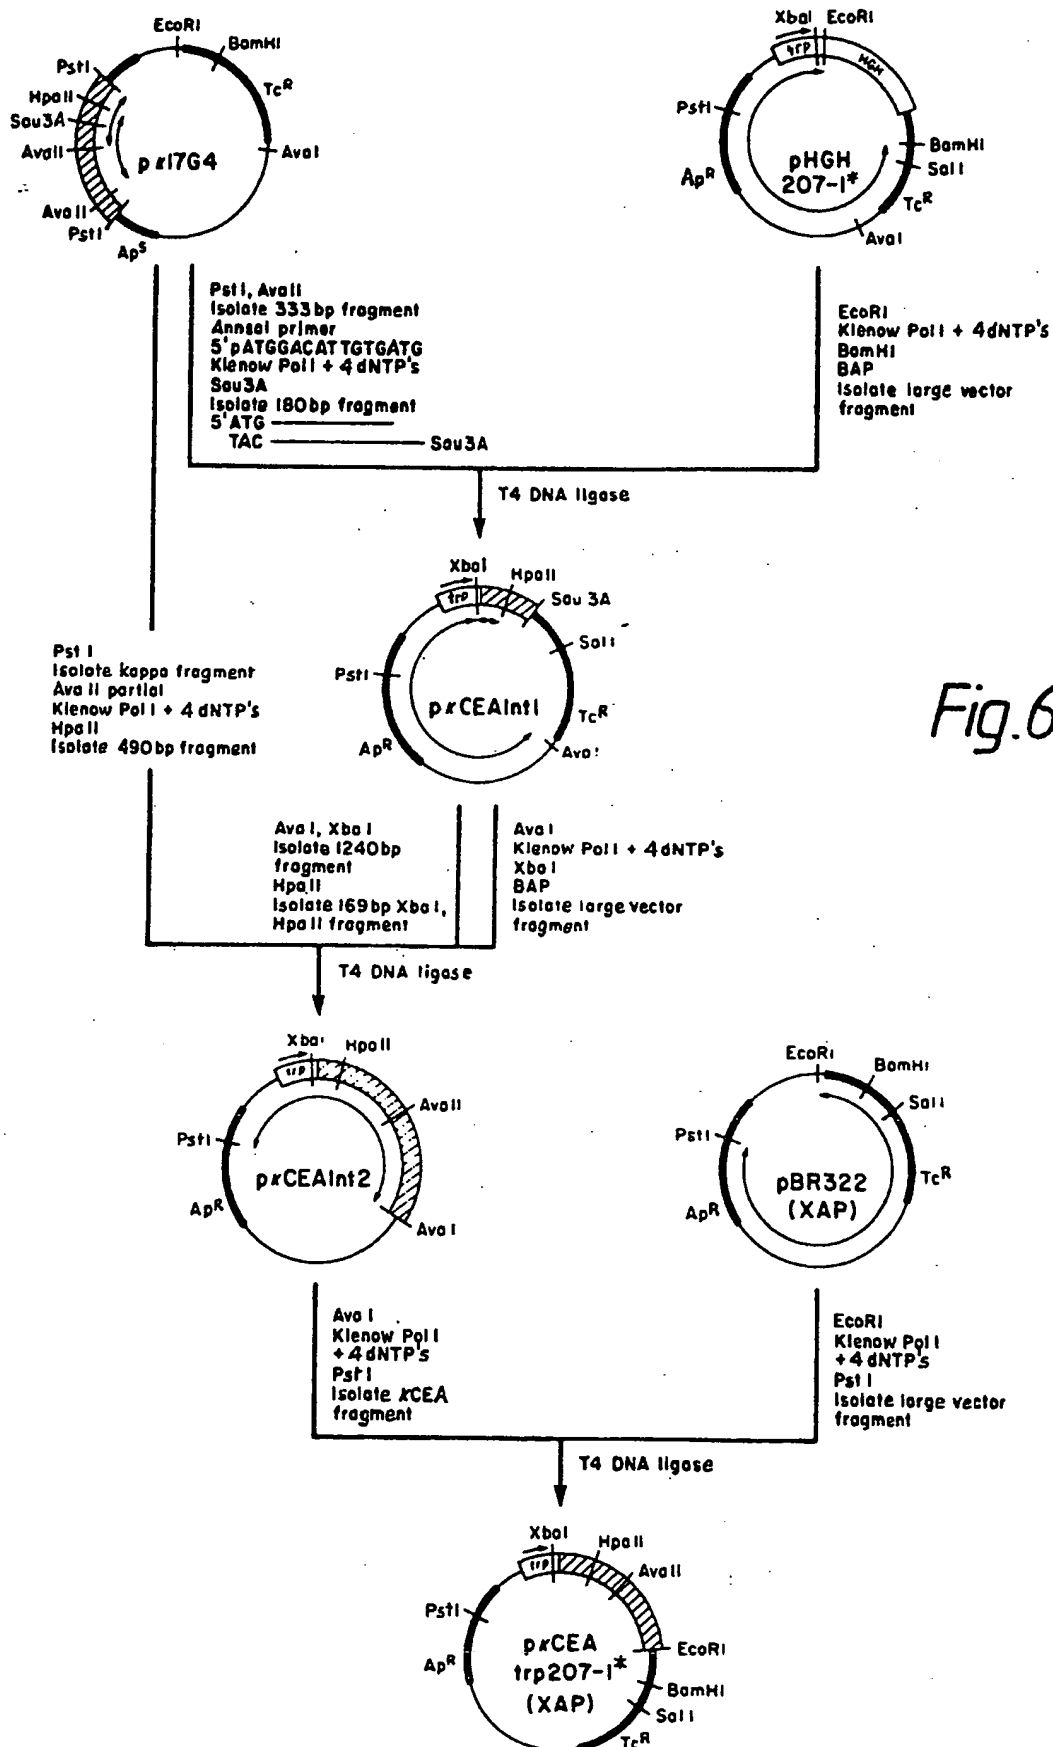 EcoRI
BamHI
TcR
AvaI
PstI
HpaII
Sau3A
AvaII
AvaII
PstI
ApS
pκ17G4
XbaI
EcoRI
trp
HGH
PstI
ApR
BamHI
SalI
TcR
AvaI
pHGH
207-1*
PstI, AvaII
Isolate 333bp fragment
Anneal primer
5'pATGGACATTGTGATG
Klenow PolI + 4dNTP's
Sau3A
Isolate 180bp fragment
5'ATG
TAC Sau3A
EcoRI
Klenow PolI + 4dNTP's
BamHI
BAP
Isolate large vector
fragment
T4 DNA ligase
XbaI
HpaII
trp
Sau 3A
SalI
PstI
pκCEAInt1
TcR
ApR
AvaI
Pst I
Isolate kappa fragment
Ava II partial
Klenow PolI + 4 dNTP's
HpaII
Isolate 490bp fragment
Fig.6
AvaI, XbaI
Isolate 1240bp
fragment
HpaII
Isolate 169bp XbaI,
HpaII fragment
AvaI
Klenow PolI + 4dNTP's
XbaI
BAP
Isolate large vector
fragment
T4 DNA ligase
XbaI
HpaII
trp
AvaII
PstI
pκCEAInt2
ApR
AvaI
EcoRI
BamHI
SalI
PstI
pBR322
(XAP)
TcR
ApR
AvaI
Klenow PolI
+ 4dNTP's
PstI
Isolate κCEA
fragment
EcoRI
Klenow PolI
+ 4dNTP's
Pst I
Isolate large vector
fragment
T4 DNA ligase
XbaI
HpaII
trp
AvaII
PstI
ApR
pκCEA
trp207-1*
(XAP)
EcoRI
BamHI
SalI
TcR